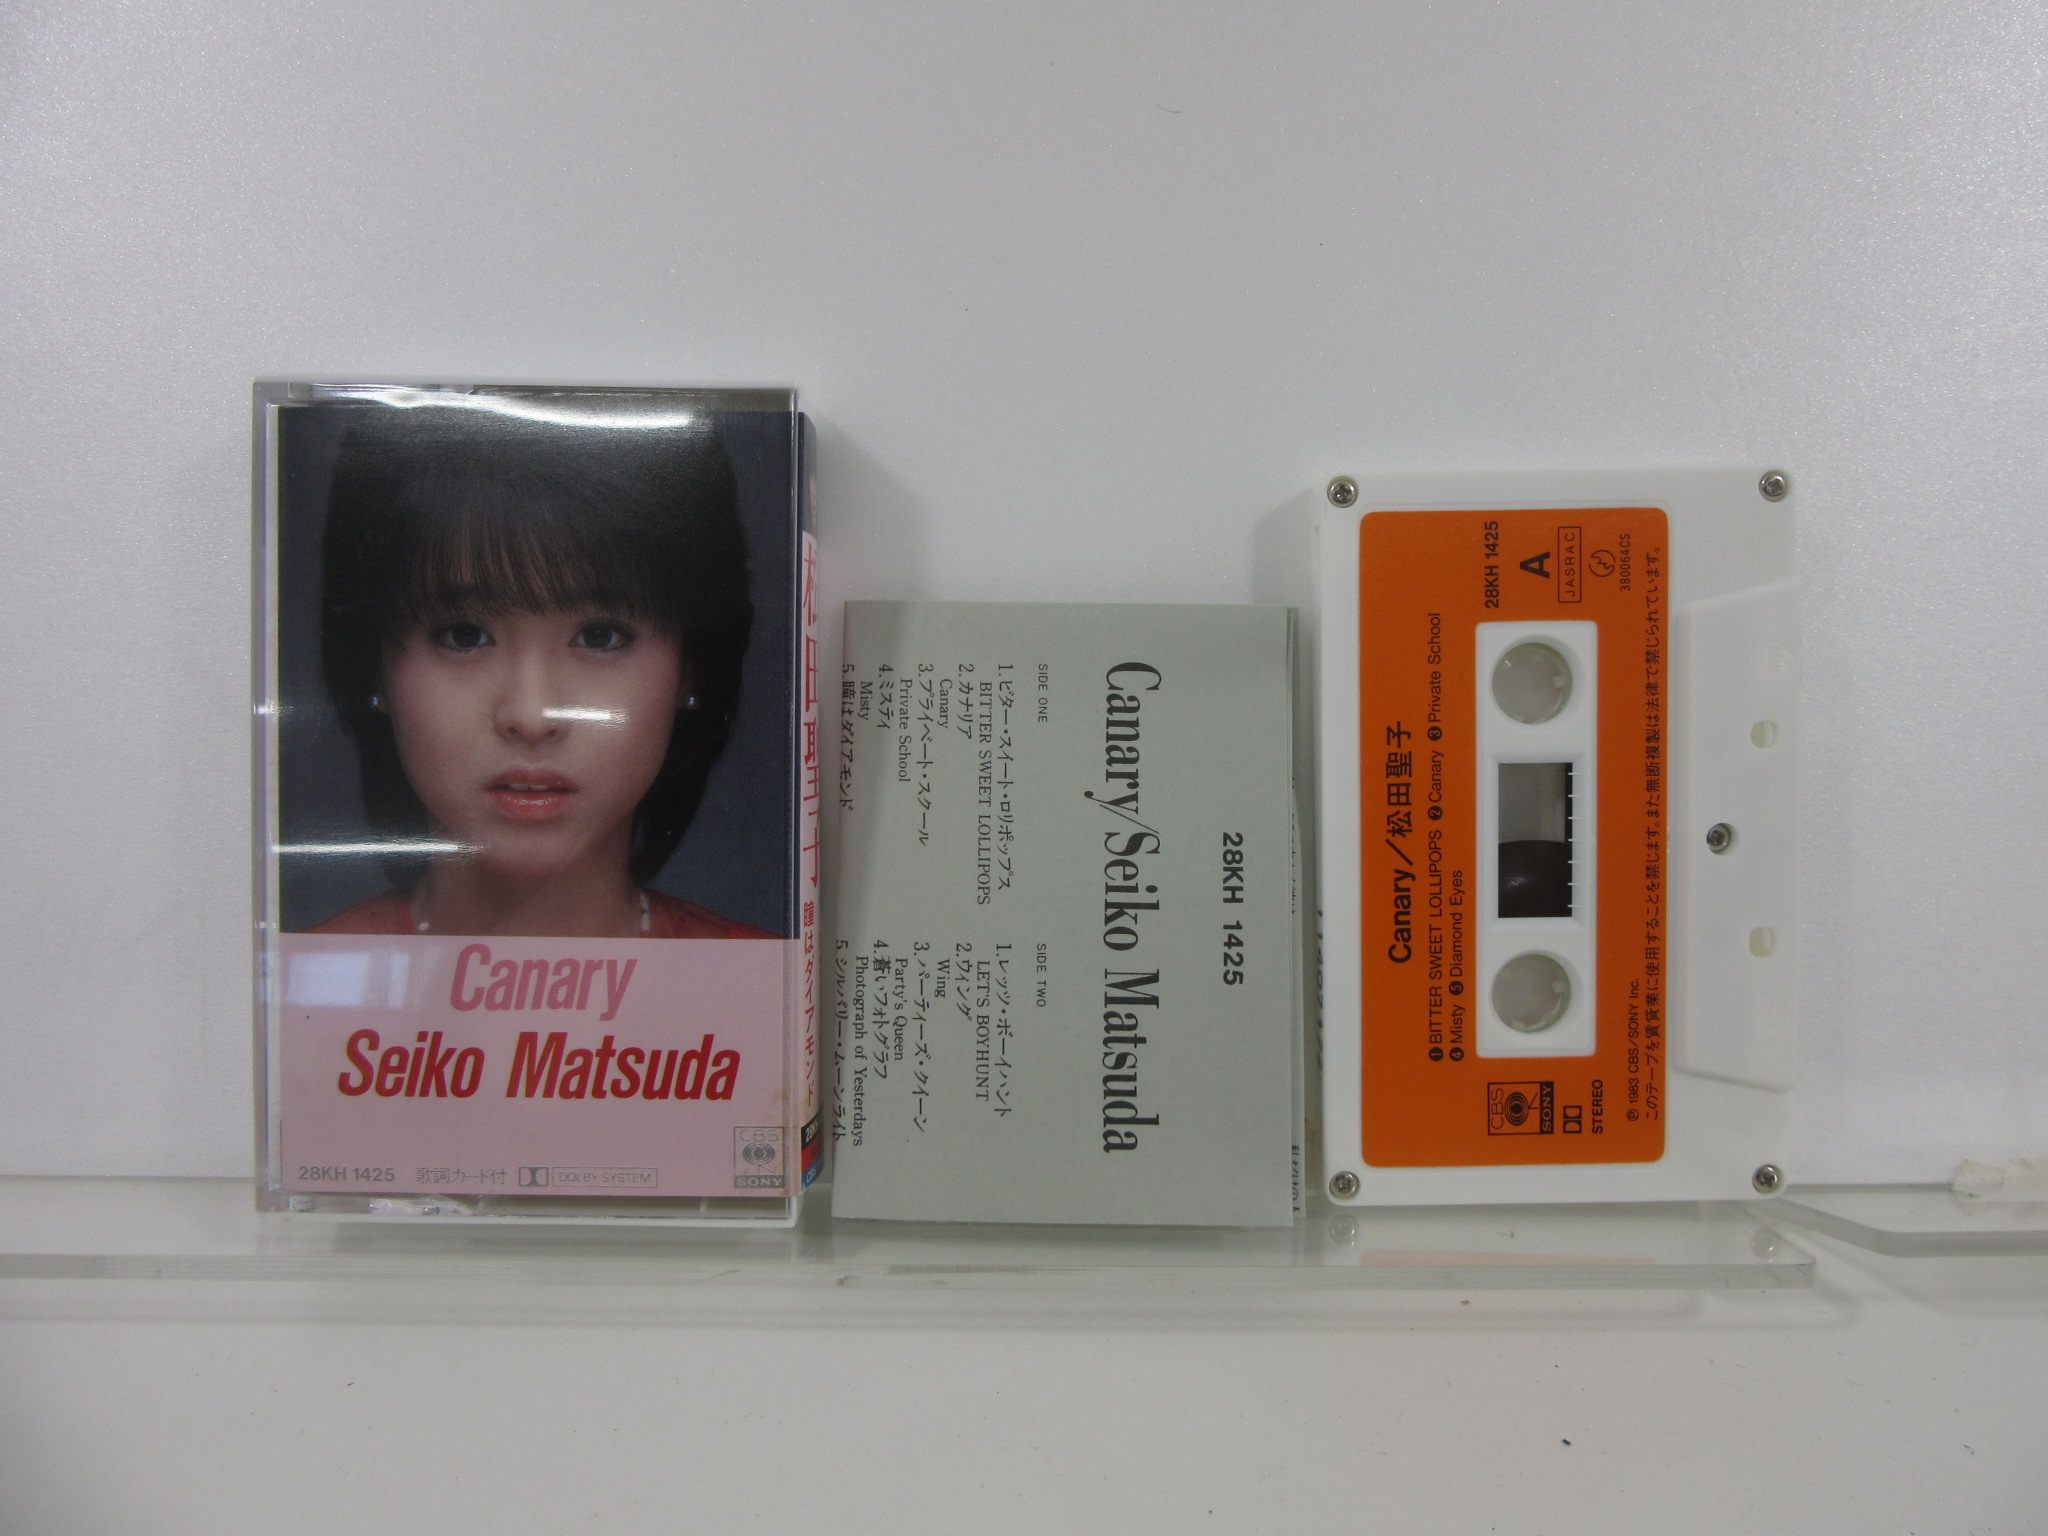 Canary
Seiko Matsuda
28KH 1425 歌詞カード付 DOLBY SYSTEM
CBS
SONY
瞳はダイアモンド
28KH 1425
Canary/Seiko Matsuda
SIDE ONE
1.ビター・スイート・ロリポップス
BITTER SWEET LOLLIPOPS
2.カナリア
Canary
3.プライベート・スクール
Private School
4.ミスティ
Misty
5.瞳はダイアモンド
SIDE TWO
1.レッツ・ボーイハント
LET'S BOYHUNT
2.ウィング
Wing
3.パーティーズ・クイーン
Party's Queen
4.蒼いフォトグラフ
Photograph of Yesterdays
5.シルバリー・ムーンライト
Canary／松田聖子
❶BITTER SWEET LOLLIPOPS ❷Canary ❸Private School
❹Misty ❺Diamond Eyes
28KH 1425
A
JASRAC
380064CS
CBS
SONY
STEREO
Ⓟ1983 CBS/SONY Inc.
このテープを賃貸業に使用することを禁じます。また無断複製は法律で禁じられています。